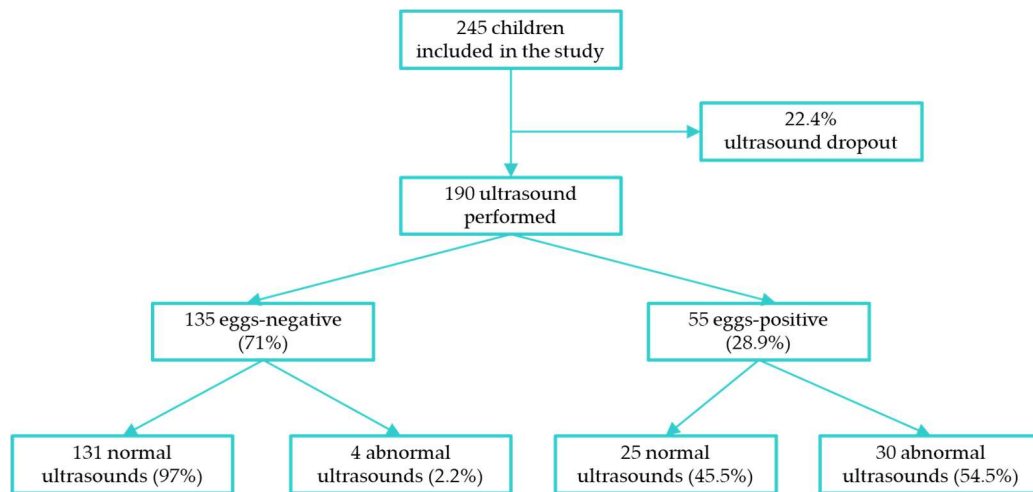 245 children
included in the study
22.4%
ultrasound dropout
190 ultrasound
performed
135 eggs-negative
(71%)
55 eggs-positive
(28.9%)
131 normal
ultrasounds (97%)
4 abnormal
ultrasounds (2.2%)
25 normal
ultrasounds (45.5%)
30 abnormal
ultrasounds (54.5%)